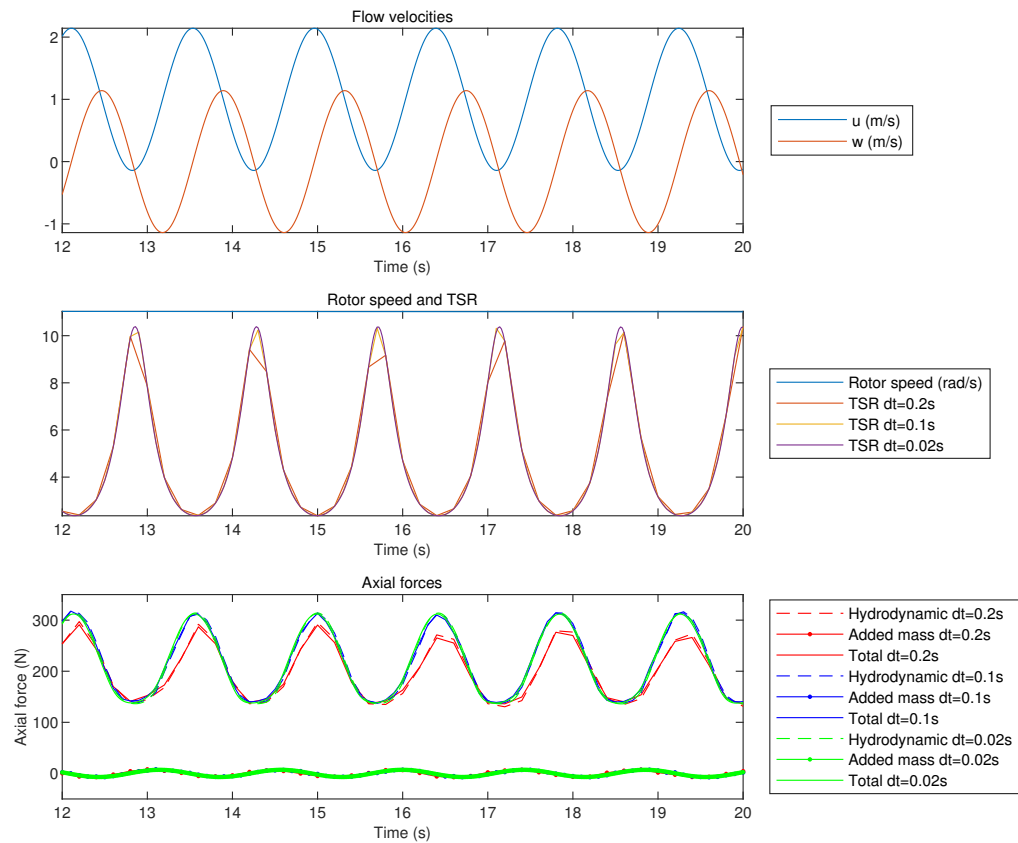 Flow velocities
2
1
0
-1
12 13 14 15 16 17 18 19 20
Time (s)
u (m/s)
w (m/s)
Rotor speed and TSR
10
8
6
4
12 13 14 15 16 17 18 19 20
Time (s)
Rotor speed (rad/s)
TSR dt=0.2s
TSR dt=0.1s
TSR dt=0.02s
Axial forces
Axial force (N)
300
200
100
0
12 13 14 15 16 17 18 19 20
Time (s)
Hydrodynamic dt=0.2s
Added mass dt=0.2s
Total dt=0.2s
Hydrodynamic dt=0.1s
Added mass dt=0.1s
Total dt=0.1s
Hydrodynamic dt=0.02s
Added mass dt=0.02s
Total dt=0.02s